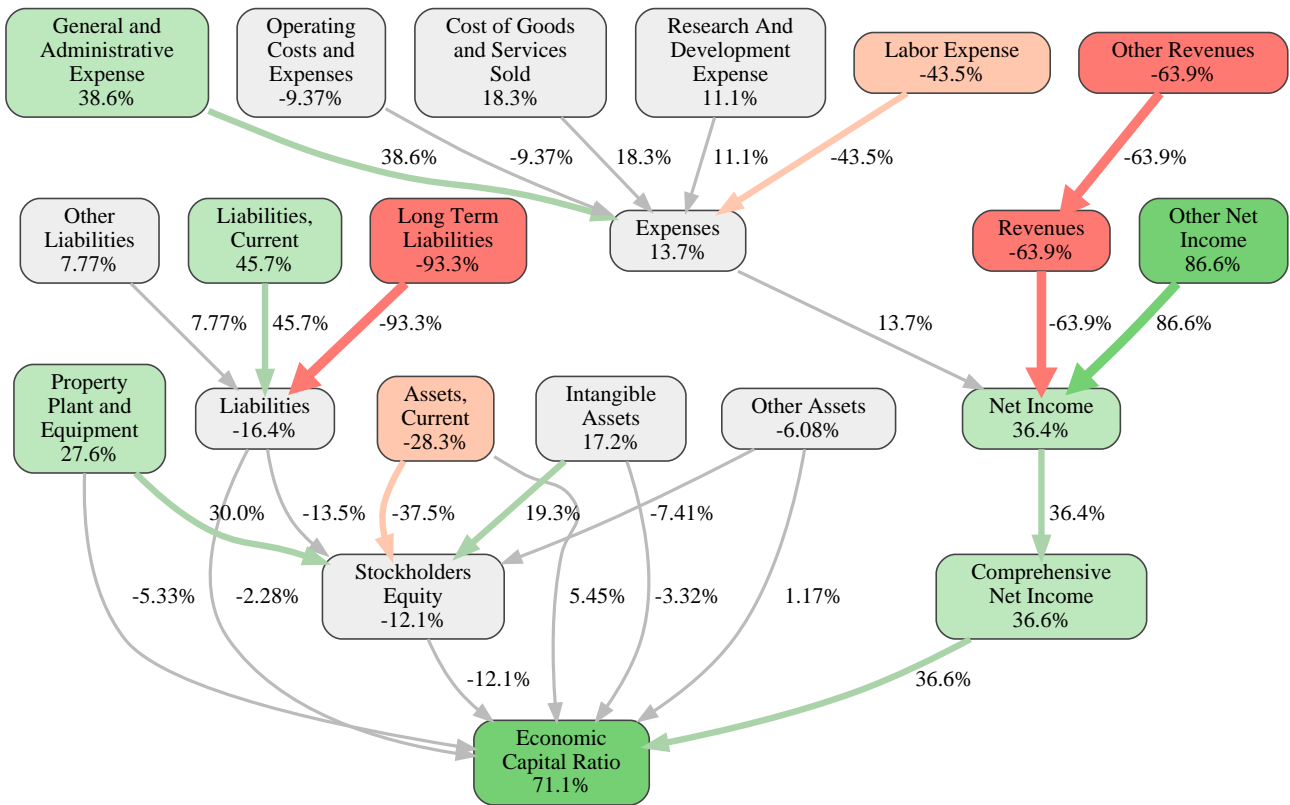 General and
Administrative
Expense
38.6%
Operating
Costs and
Expenses
-9.37%
Cost of Goods
and Services
Sold
18.3%
Research And
Development
Expense
11.1%
Labor Expense
-43.5%
Other Revenues
-63.9%
38.6%
-9.37%
18.3%
11.1%
-43.5%
-63.9%
Other
Liabilities
7.77%
Liabilities,
Current
45.7%
Long Term
Liabilities
-93.3%
Expenses
13.7%
Revenues
-63.9%
Other Net
Income
86.6%
7.77%
45.7%
-93.3%
13.7%
-63.9%
86.6%
Property
Plant and
Equipment
27.6%
Liabilities
-16.4%
Assets,
Current
-28.3%
Intangible
Assets
17.2%
Other Assets
-6.08%
Net Income
36.4%
30.0%
-13.5%
-37.5%
19.3%
-7.41%
36.4%
Stockholders
Equity
-12.1%
Comprehensive
Net Income
36.6%
-5.33%
-2.28%
5.45%
-3.32%
1.17%
-12.1%
36.6%
Economic
Capital Ratio
71.1%